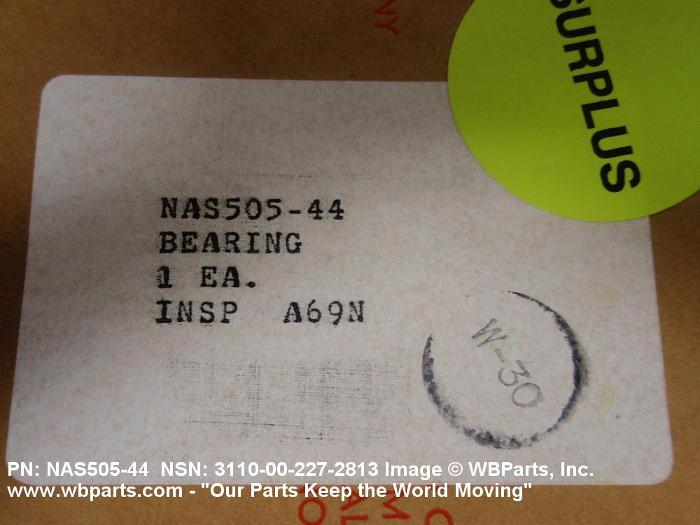 NY
SURPLUS
NAS505-44
BEARING
1 EA.
INSP A69N
W-30
PN: NAS505-44 NSN: 3110-00-227-2813 Image © WBParts, Inc.
www.wbparts.com - "Our Parts Keep the World Moving"